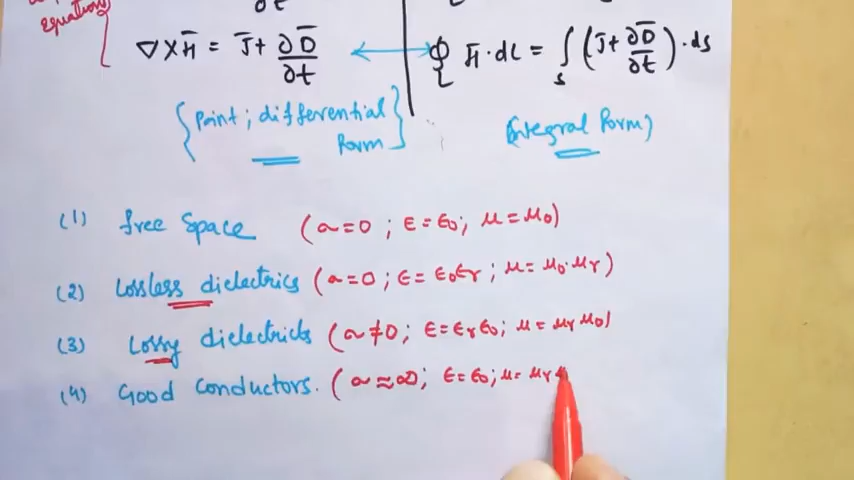 equation
∂t
∇×H̄ = J̄ + ∂D̄/∂t ⟷ ∮ H̄·dL = ∫s (J̄ + ∂D̄/∂t)·ds
L
{Point; differential form} (Integral form)
(1) free space (σ=0 ; ϵ=ϵ0; μ=μ0)
(2) Lossless dielectrics (σ=0; ϵ=ϵ0ϵr; μ=μ0·μr)
(3) Lossy dielectrics (σ≠0; ϵ=ϵrϵ0; μ=μrμ0)
(4) Good conductors. (σ≈∞; ϵ=ϵ0; μ=μr